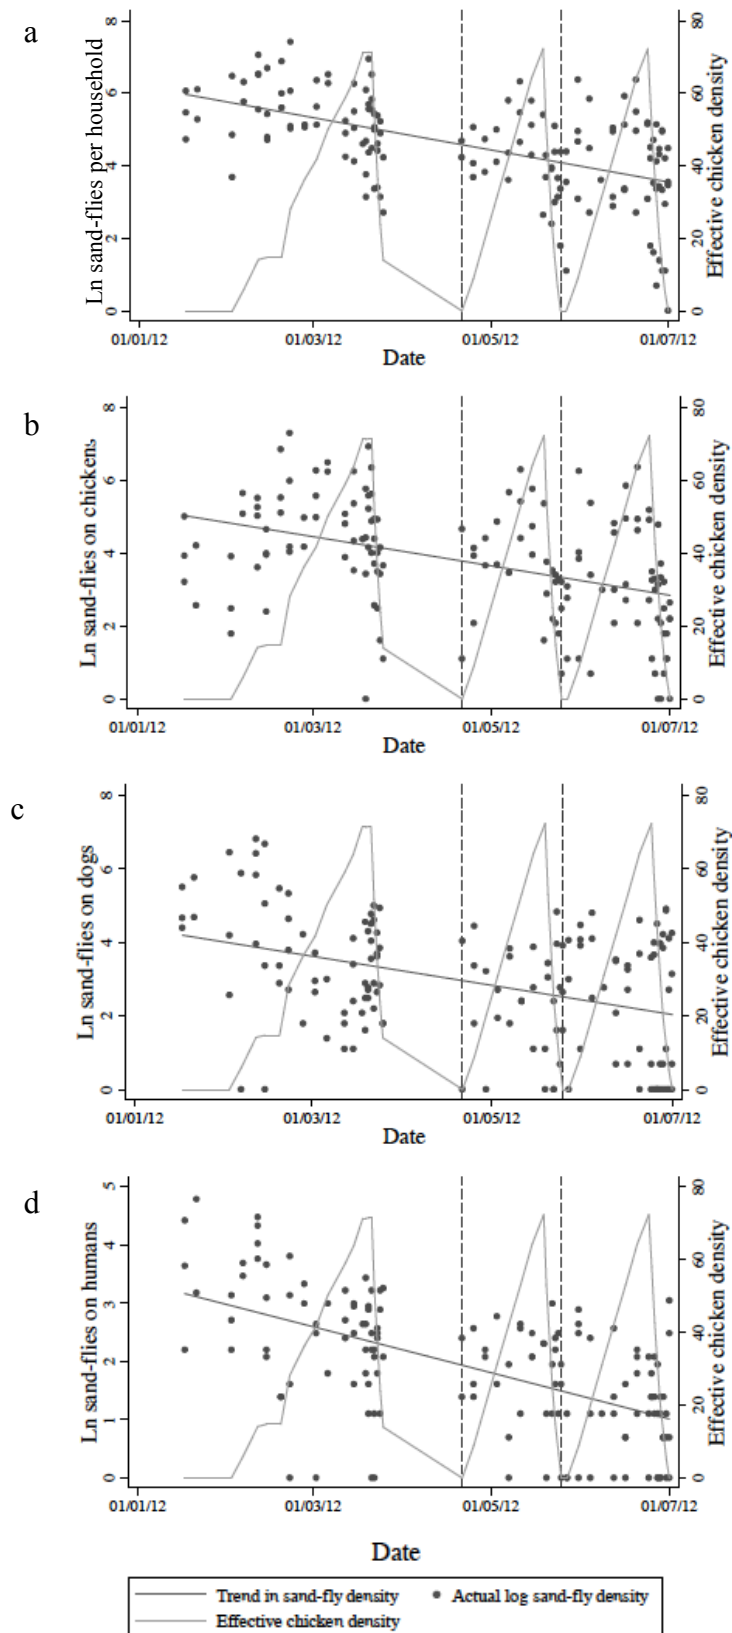 a
Ln sand-flies per household
0 2 4 6 8
0 20 40 60 80
Effective chicken density
01/01/12 01/03/12 01/05/12 01/07/12
Date
b
Ln sand-flies on chickens
0 2 4 6 8
0 20 40 60 80
Effective chicken density
01/01/12 01/03/12 01/05/12 01/07/12
Date
c
Ln sand-flies on dogs
0 2 4 6 8
0 20 40 60 80
Effective chicken density
01/01/12 01/03/12 01/05/12 01/07/12
Date
d
Ln sand-flies on humans
0 1 2 3 4 5
0 20 40 60 80
Effective chicken density
01/01/12 01/03/12 01/05/12 01/07/12
Date
Trend in sand-fly density Actual log sand-fly density
Effective chicken density